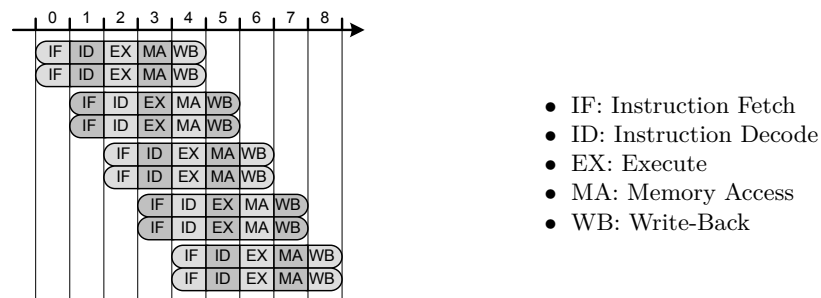 0 1 2 3 4 5 6 7 8
IF ID EX MA WB
IF ID EX MA WB
IF ID EX MA WB
IF ID EX MA WB
IF ID EX MA WB
IF ID EX MA WB
IF ID EX MA WB
IF ID EX MA WB
IF ID EX MA WB
IF ID EX MA WB
• IF: Instruction Fetch
• ID: Instruction Decode
• EX: Execute
• MA: Memory Access
• WB: Write-Back